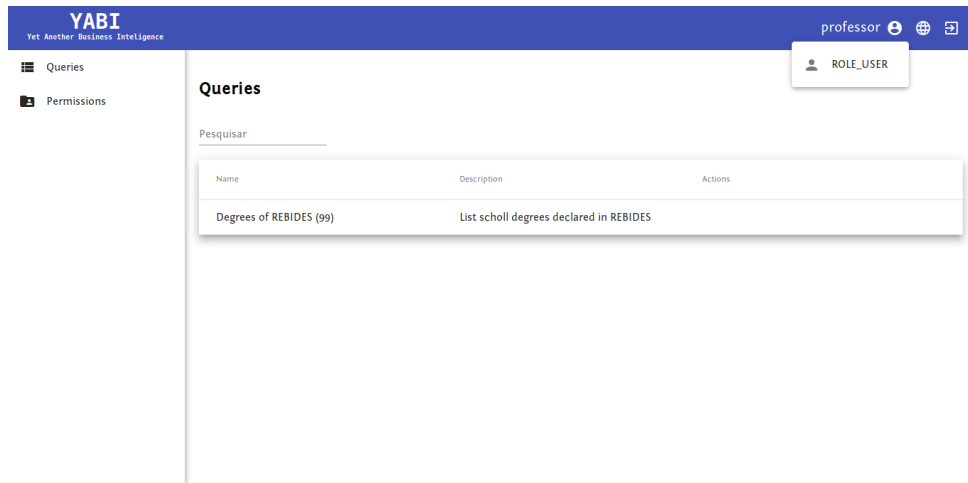 YABI
Yet Another Business Inteligence
professor
ROLE_USER
Queries
Permissions
Queries
Pesquisar
Name Description Actions
Degrees of REBIDES (99) List scholl degrees declared in REBIDES